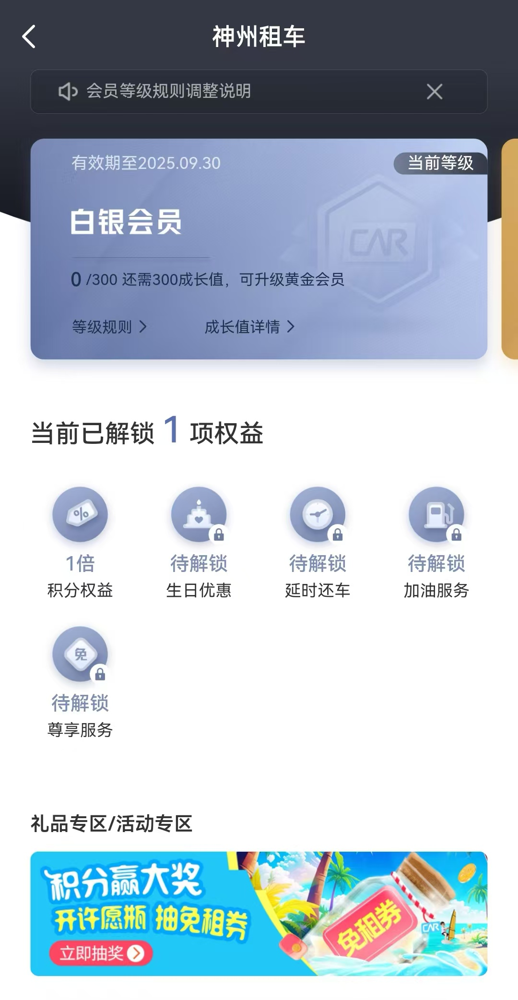 神州租车
会员等级规则调整说明
有效期至2025.09.30
当前等级
白银会员
CAR
0 /300 还需300成长值，可升级黄金会员
等级规则
成长值详情
当前已解锁 1 项权益
%
1倍
积分权益
待解锁
生日优惠
待解锁
延时还车
待解锁
加油服务
免
待解锁
尊享服务
礼品专区/活动专区
积分赢大奖
开许愿瓶 抽免租券
立即抽奖
免租券
CAR